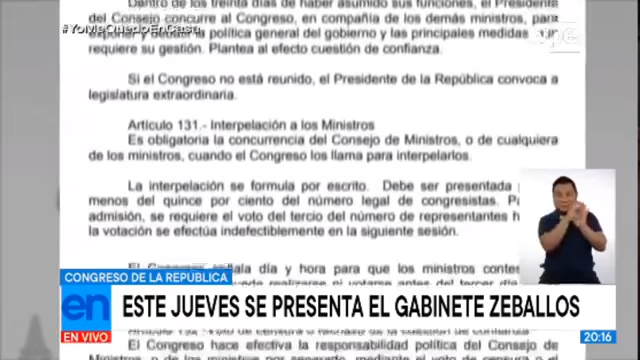 Dentro de los treinta días de haber asumido sus funciones, el Presidente
del Consejo concurre al Congreso, en compañía de los demás ministros, para
#YoMeQuedoEnCasa
exponer y debatir la política general del gobierno y las principales medidas
requiere su gestión. Plantea al efecto cuestión de confianza.
Si el Congreso no está reunido, el Presidente de la República convoca a
legislatura extraordinaria.
Artículo 131.- Interpelación a los Ministros
Es obligatoria la concurrencia del Consejo de Ministros, o de cualquiera
de los ministros, cuando el Congreso los llama para interpelarlos.
La interpelación se formula por escrito. Debe ser presentada
menos del quince por ciento del número legal de congresistas.
admisión, se requiere el voto del tercio del número de representantes
la votación se efectúa indefectiblemente en la siguiente sesión.
día y hora para que los ministros
CONGRESO DE LA REPÚBLICA
en
ESTE JUEVES SE PRESENTA EL GABINETE ZEBALLOS
EN VIVO
20:16
El Congreso hace efectiva la responsabilidad política del Consejo de